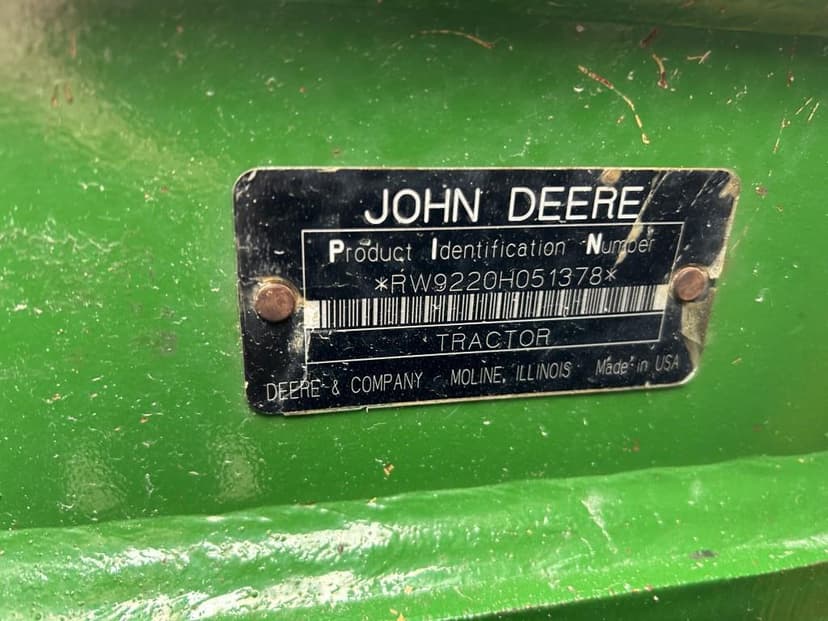 JOHN DEERE
Product Identification Number
*RW9220H051378*
TRACTOR
DEERE & COMPANY MOLINE, ILLINOIS Made in USA